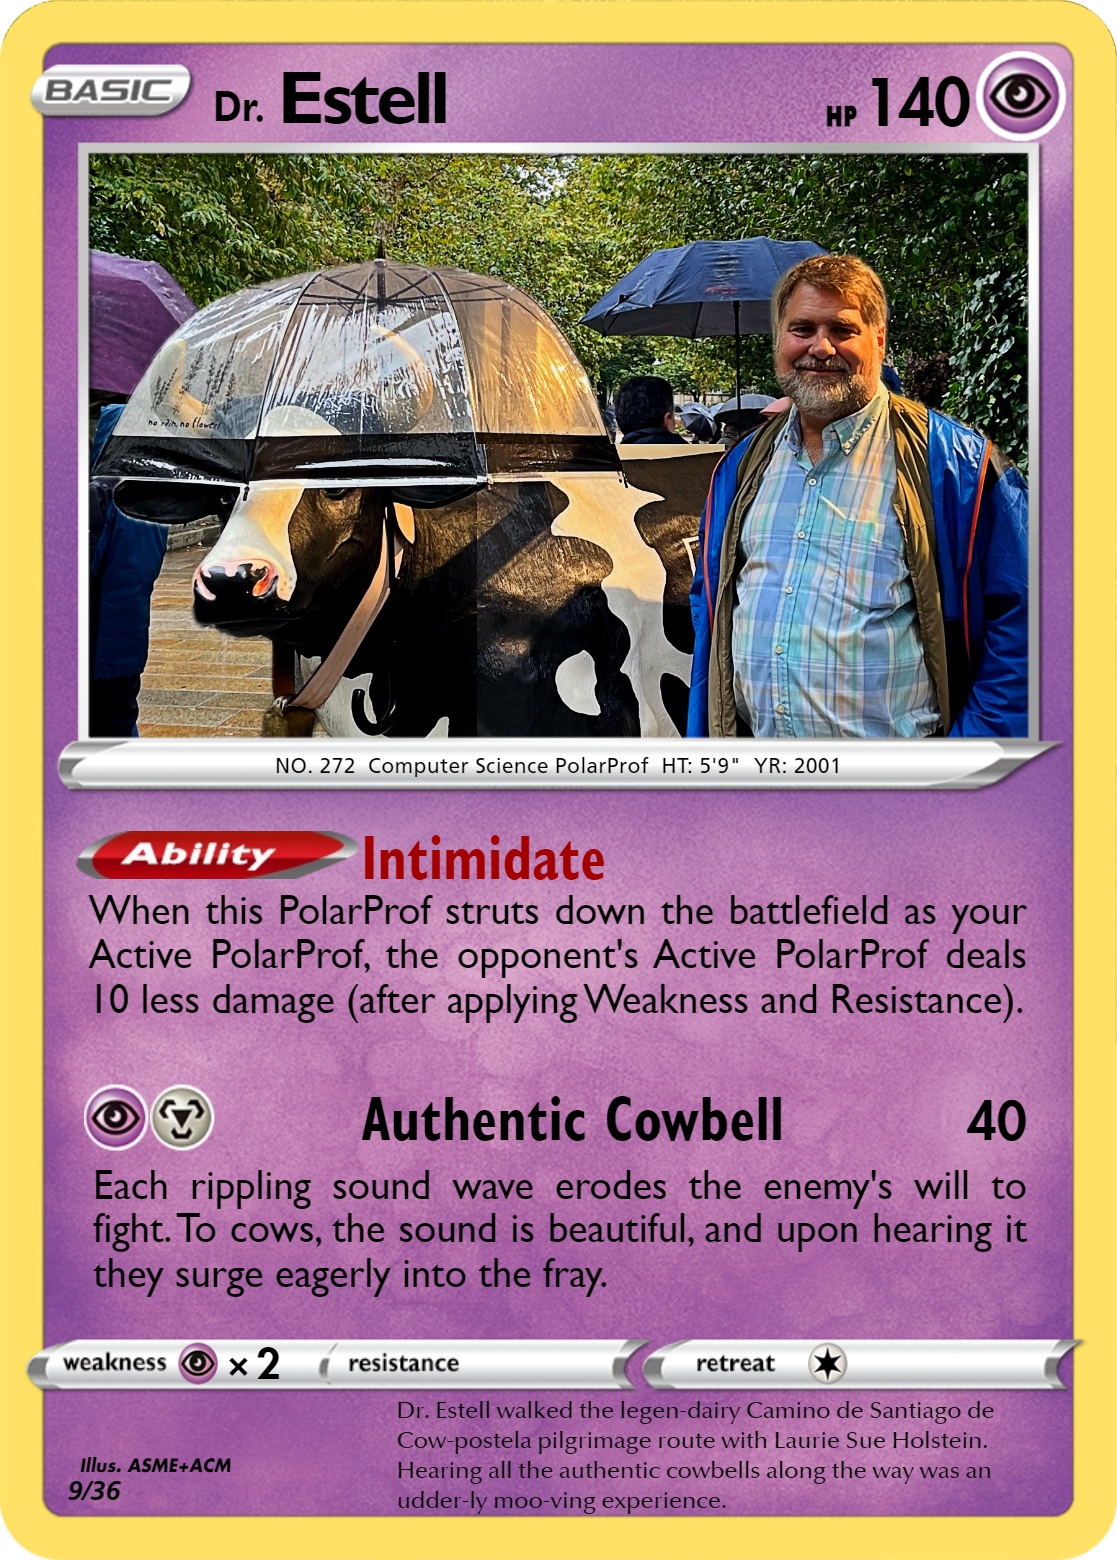 BASIC Dr. Estell HP 140
no rain, no flowers
NO. 272 Computer Science PolarProf HT: 5'9" YR: 2001
Ability Intimidate
When this PolarProf struts down the battlefield as your
Active PolarProf, the opponent's Active PolarProf deals
10 less damage (after applying Weakness and Resistance).
Authentic Cowbell 40
Each rippling sound wave erodes the enemy's will to
fight. To cows, the sound is beautiful, and upon hearing it
they surge eagerly into the fray.
weakness × 2 resistance retreat
Dr. Estell walked the legen-dairy Camino de Santiago de
Cow-postela pilgrimage route with Laurie Sue Holstein.
Hearing all the authentic cowbells along the way was an
udder-ly moo-ving experience.
Illus. ASME+ACM
9/36